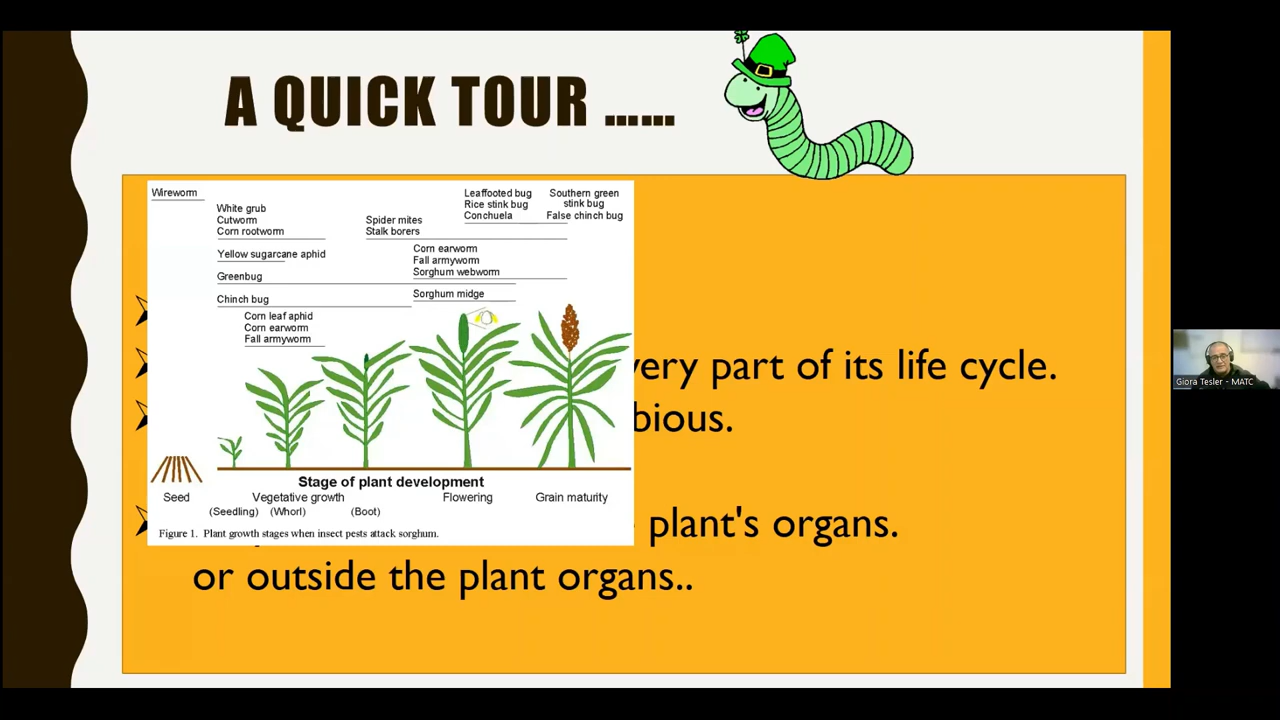 A QUICK TOUR ......
Wireworm
White grub
Cutworm
Corn rootworm
Yellow sugarcane aphid
Greenbug
Chinch bug
Corn leaf aphid
Corn earworm
Fall armyworm
Spider mites
Stalk borers
Leaffooted bug
Rice stink bug
Conchuela
Southern green
stink bug
False chinch bug
Corn earworm
Fall armyworm
Sorghum webworm
Sorghum midge
Stage of plant development
Seed
Vegetative growth
Flowering
Grain maturity
(Seedling) (Whorl) (Boot)
Figure 1. Plant growth stages when insect pests attack sorghum.
very part of its life cycle.
bious.
plant's organs.
or outside the plant organs..
Giora Tesler - MATC